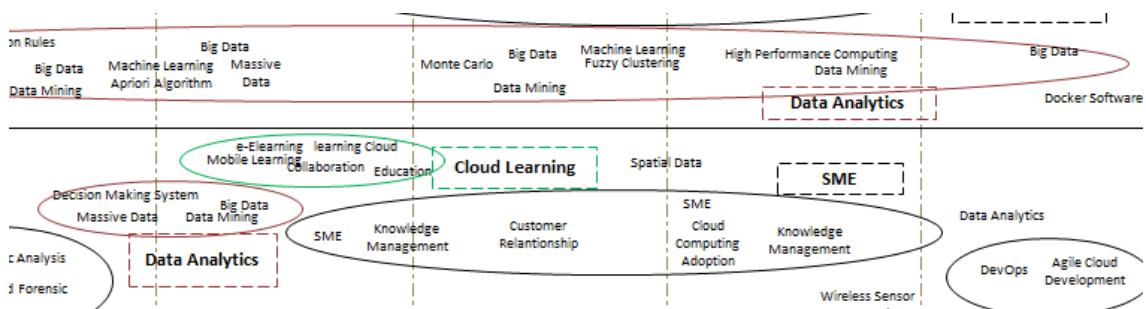 on Rules
Big Data
Big Data
Machine Learning
Apriori Algorithm
Massive
Data
Data Mining
Monte Carlo
Big Data
Data Mining
Machine Learning
Fuzzy Clustering
High Performance Computing
Data Mining
Big Data
Data Analytics
Docker Software
e-Elearning
learning Cloud
Mobile Learning
Collaboration
Education
Cloud Learning
Spatial Data
SME
Decision Making System
Big Data
Massive Data
Data Mining
Data Analytics
SME
Knowledge
Management
Customer
Relantionship
SME
Cloud
Computing
Adoption
Knowledge
Management
Data Analytics
c Analysis
d Forensic
DevOps
Agile Cloud
Development
Wireless Sensor